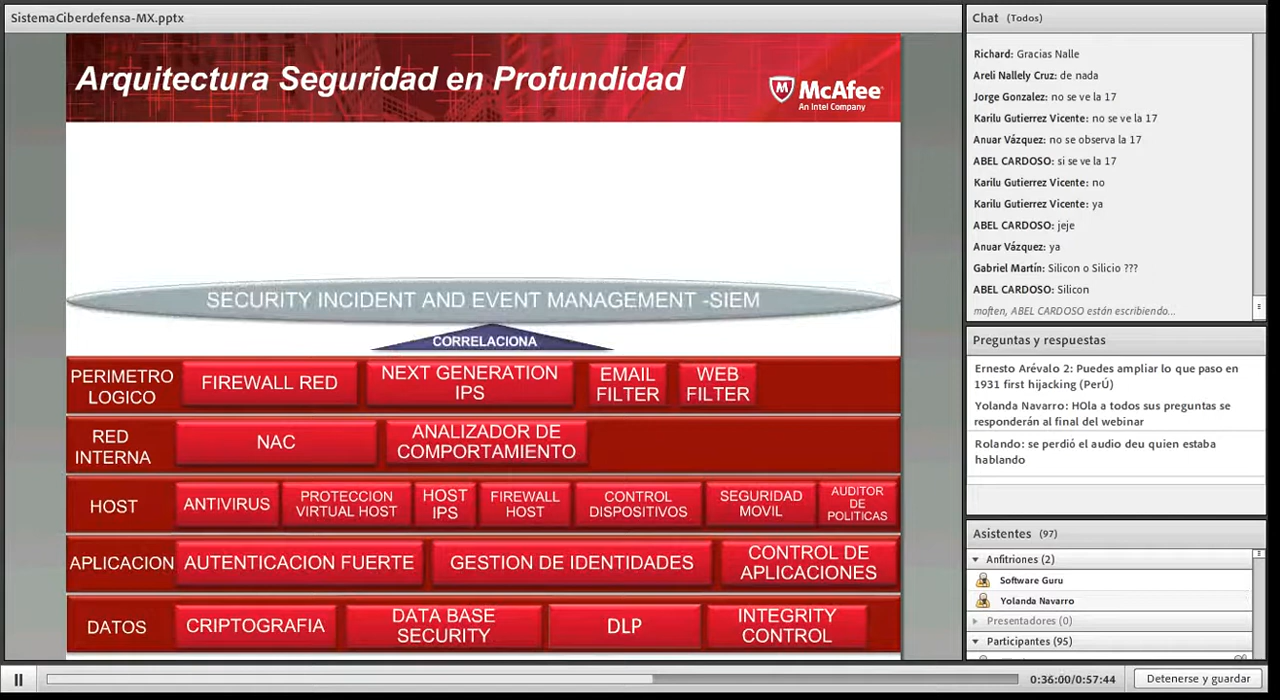 SistemaCiberdefensa-MX.pptx
Arquitectura Seguridad en Profundidad
McAfee
An Intel Company
SECURITY INCIDENT AND EVENT MANAGEMENT -SIEM
CORRELACIONA
PERIMETRO
LOGICO
FIREWALL RED
NEXT GENERATION
IPS
EMAIL
FILTER
WEB
FILTER
RED
INTERNA
NAC
ANALIZADOR DE
COMPORTAMIENTO
HOST
ANTIVIRUS
PROTECCION
VIRTUAL HOST
HOST
IPS
FIREWALL
HOST
CONTROL
DISPOSITIVOS
SEGURIDAD
MOVIL
AUDITOR
DE
POLITICAS
APLICACION
AUTENTICACION FUERTE
GESTION DE IDENTIDADES
CONTROL DE
APLICACIONES
DATOS
CRIPTOGRAFIA
DATA BASE
SECURITY
DLP
INTEGRITY
CONTROL
Chat (Todos)
Richard: Gracias Nalle
Areli Nallely Cruz: de nada
Jorge Gonzalez: no se ve la 17
Karilu Gutierrez Vicente: no se ve la 17
Anuar Vázquez: no se observa la 17
ABEL CARDOSO: si se ve la 17
Karilu Gutierrez Vicente: no
Karilu Gutierrez Vicente: ya
ABEL CARDOSO: jeje
Anuar Vázquez: ya
Gabriel Martín: Silicon o Silicio ???
ABEL CARDOSO: Silicon
moften, ABEL CARDOSO están escribiendo...
Preguntas y respuestas
Ernesto Arévalo 2: Puedes ampliar lo que paso en
1931 first hijacking (PerÚ)
Yolanda Navarro: HOla a todos sus preguntas se
responderán al final del webinar
Rolando: se perdió el audio deu quien estaba
hablando
Asistentes (97)
Anfitriones (2)
Software Guru
Yolanda Navarro
Presentadores (0)
Participantes (95)
0:36:00/0:57:44
Detenerse y guardar